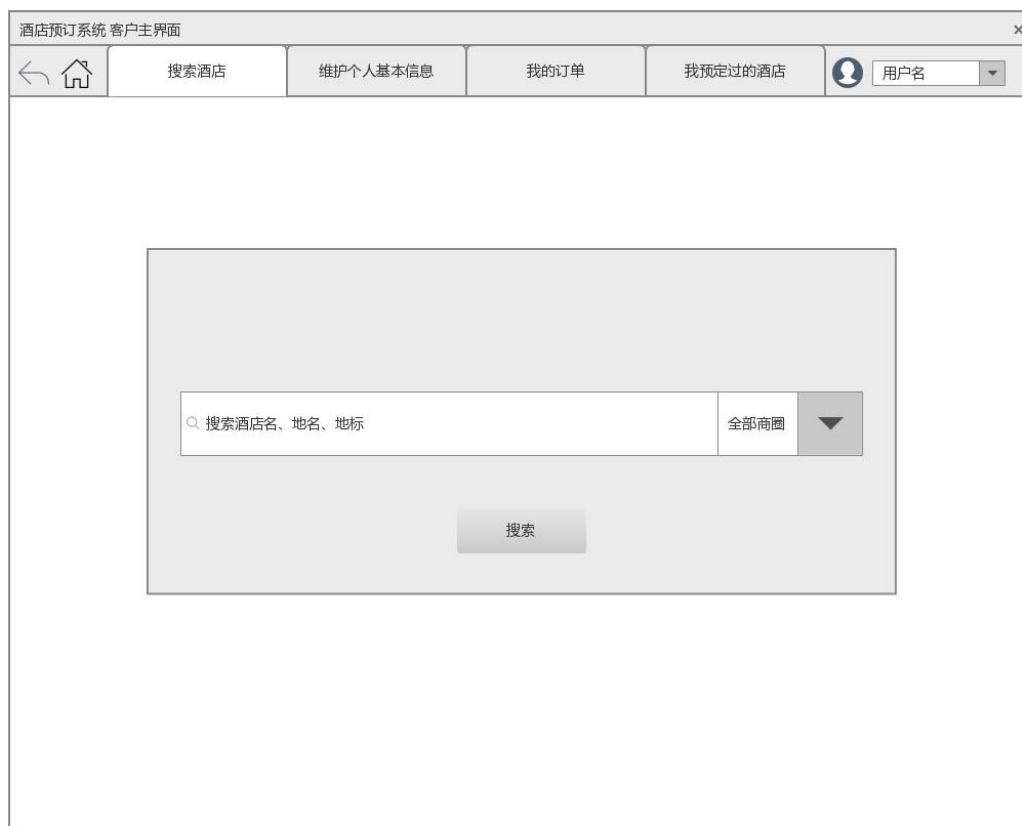 酒店预订系统 客户主界面
搜索酒店
维护个人基本信息
我的订单
我预定过的酒店
用户名
搜索酒店名、地名、地标
全部商圈
搜索